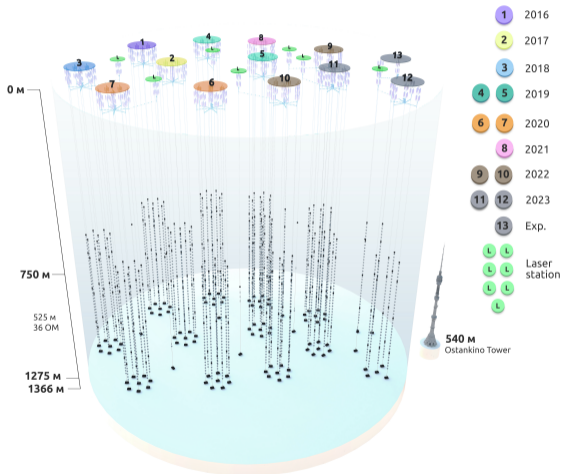 1 2016
2 2017
3 2018
4 5 2019
6 7 2020
8 2021
9 10 2022
11 12 2023
13 Exp.
L L
L L
L L
L
Laser
station
1
4
8
9
13
L
L
L
L
5
2
3
11
L
L
L
12
7
6
10
0 м
750 м
525 м
36 ОМ
1275 м
1366 м
540 м
Ostankino Tower